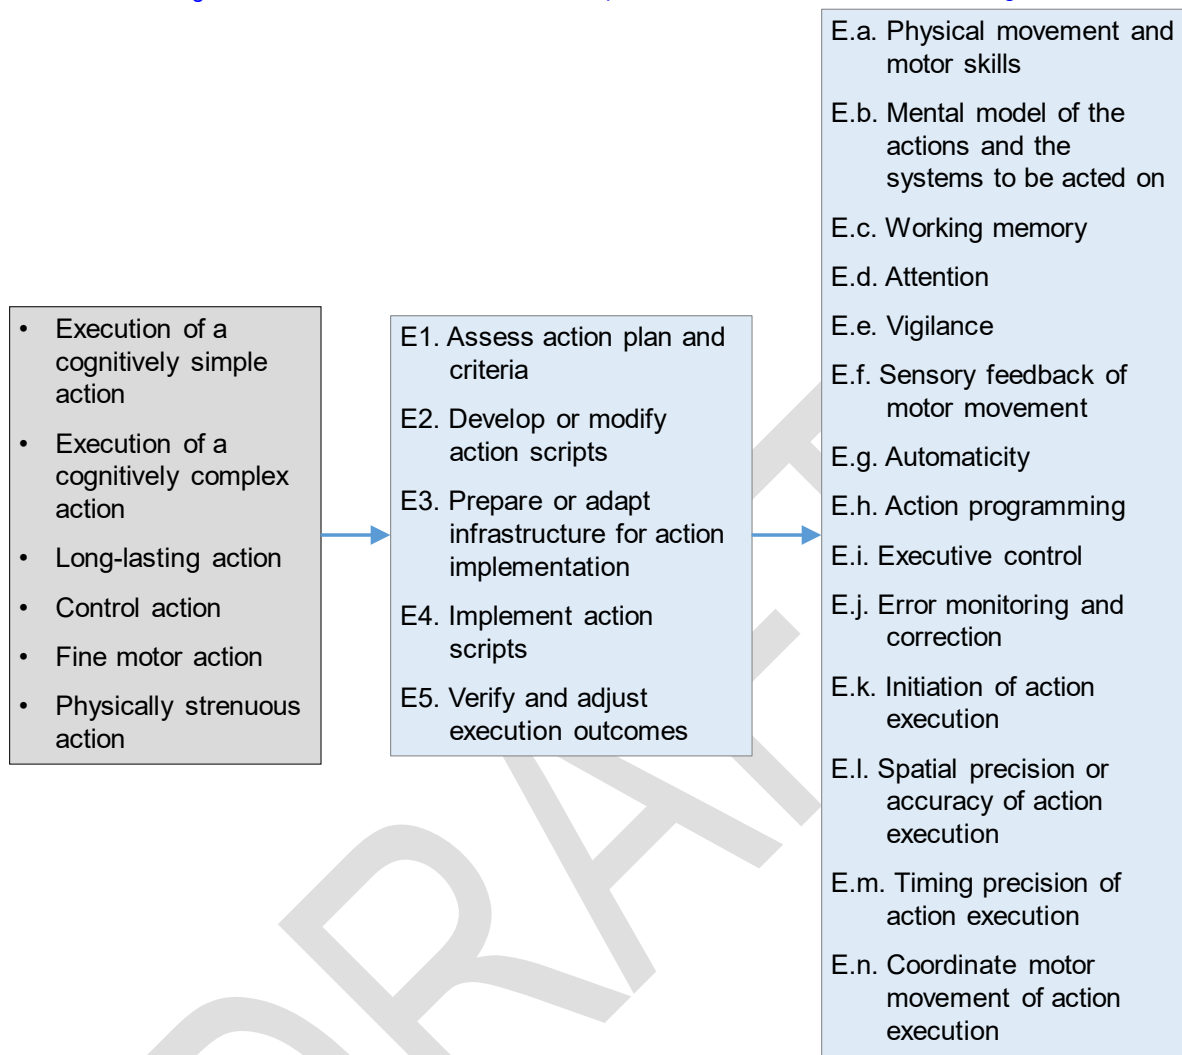 • Execution of a
cognitively simple
action
• Execution of a
cognitively complex
action
• Long-lasting action
• Control action
• Fine motor action
• Physically strenuous
action
E1. Assess action plan and
criteria
E2. Develop or modify
action scripts
E3. Prepare or adapt
infrastructure for action
implementation
E4. Implement action
scripts
E5. Verify and adjust
execution outcomes
E.a. Physical movement and
motor skills
E.b. Mental model of the
actions and the
systems to be acted on
E.c. Working memory
E.d. Attention
E.e. Vigilance
E.f. Sensory feedback of
motor movement
E.g. Automaticity
E.h. Action programming
E.i. Executive control
E.j. Error monitoring and
correction
E.k. Initiation of action
execution
E.l. Spatial precision or
accuracy of action
execution
E.m. Timing precision of
action execution
E.n. Coordinate motor
movement of action
execution